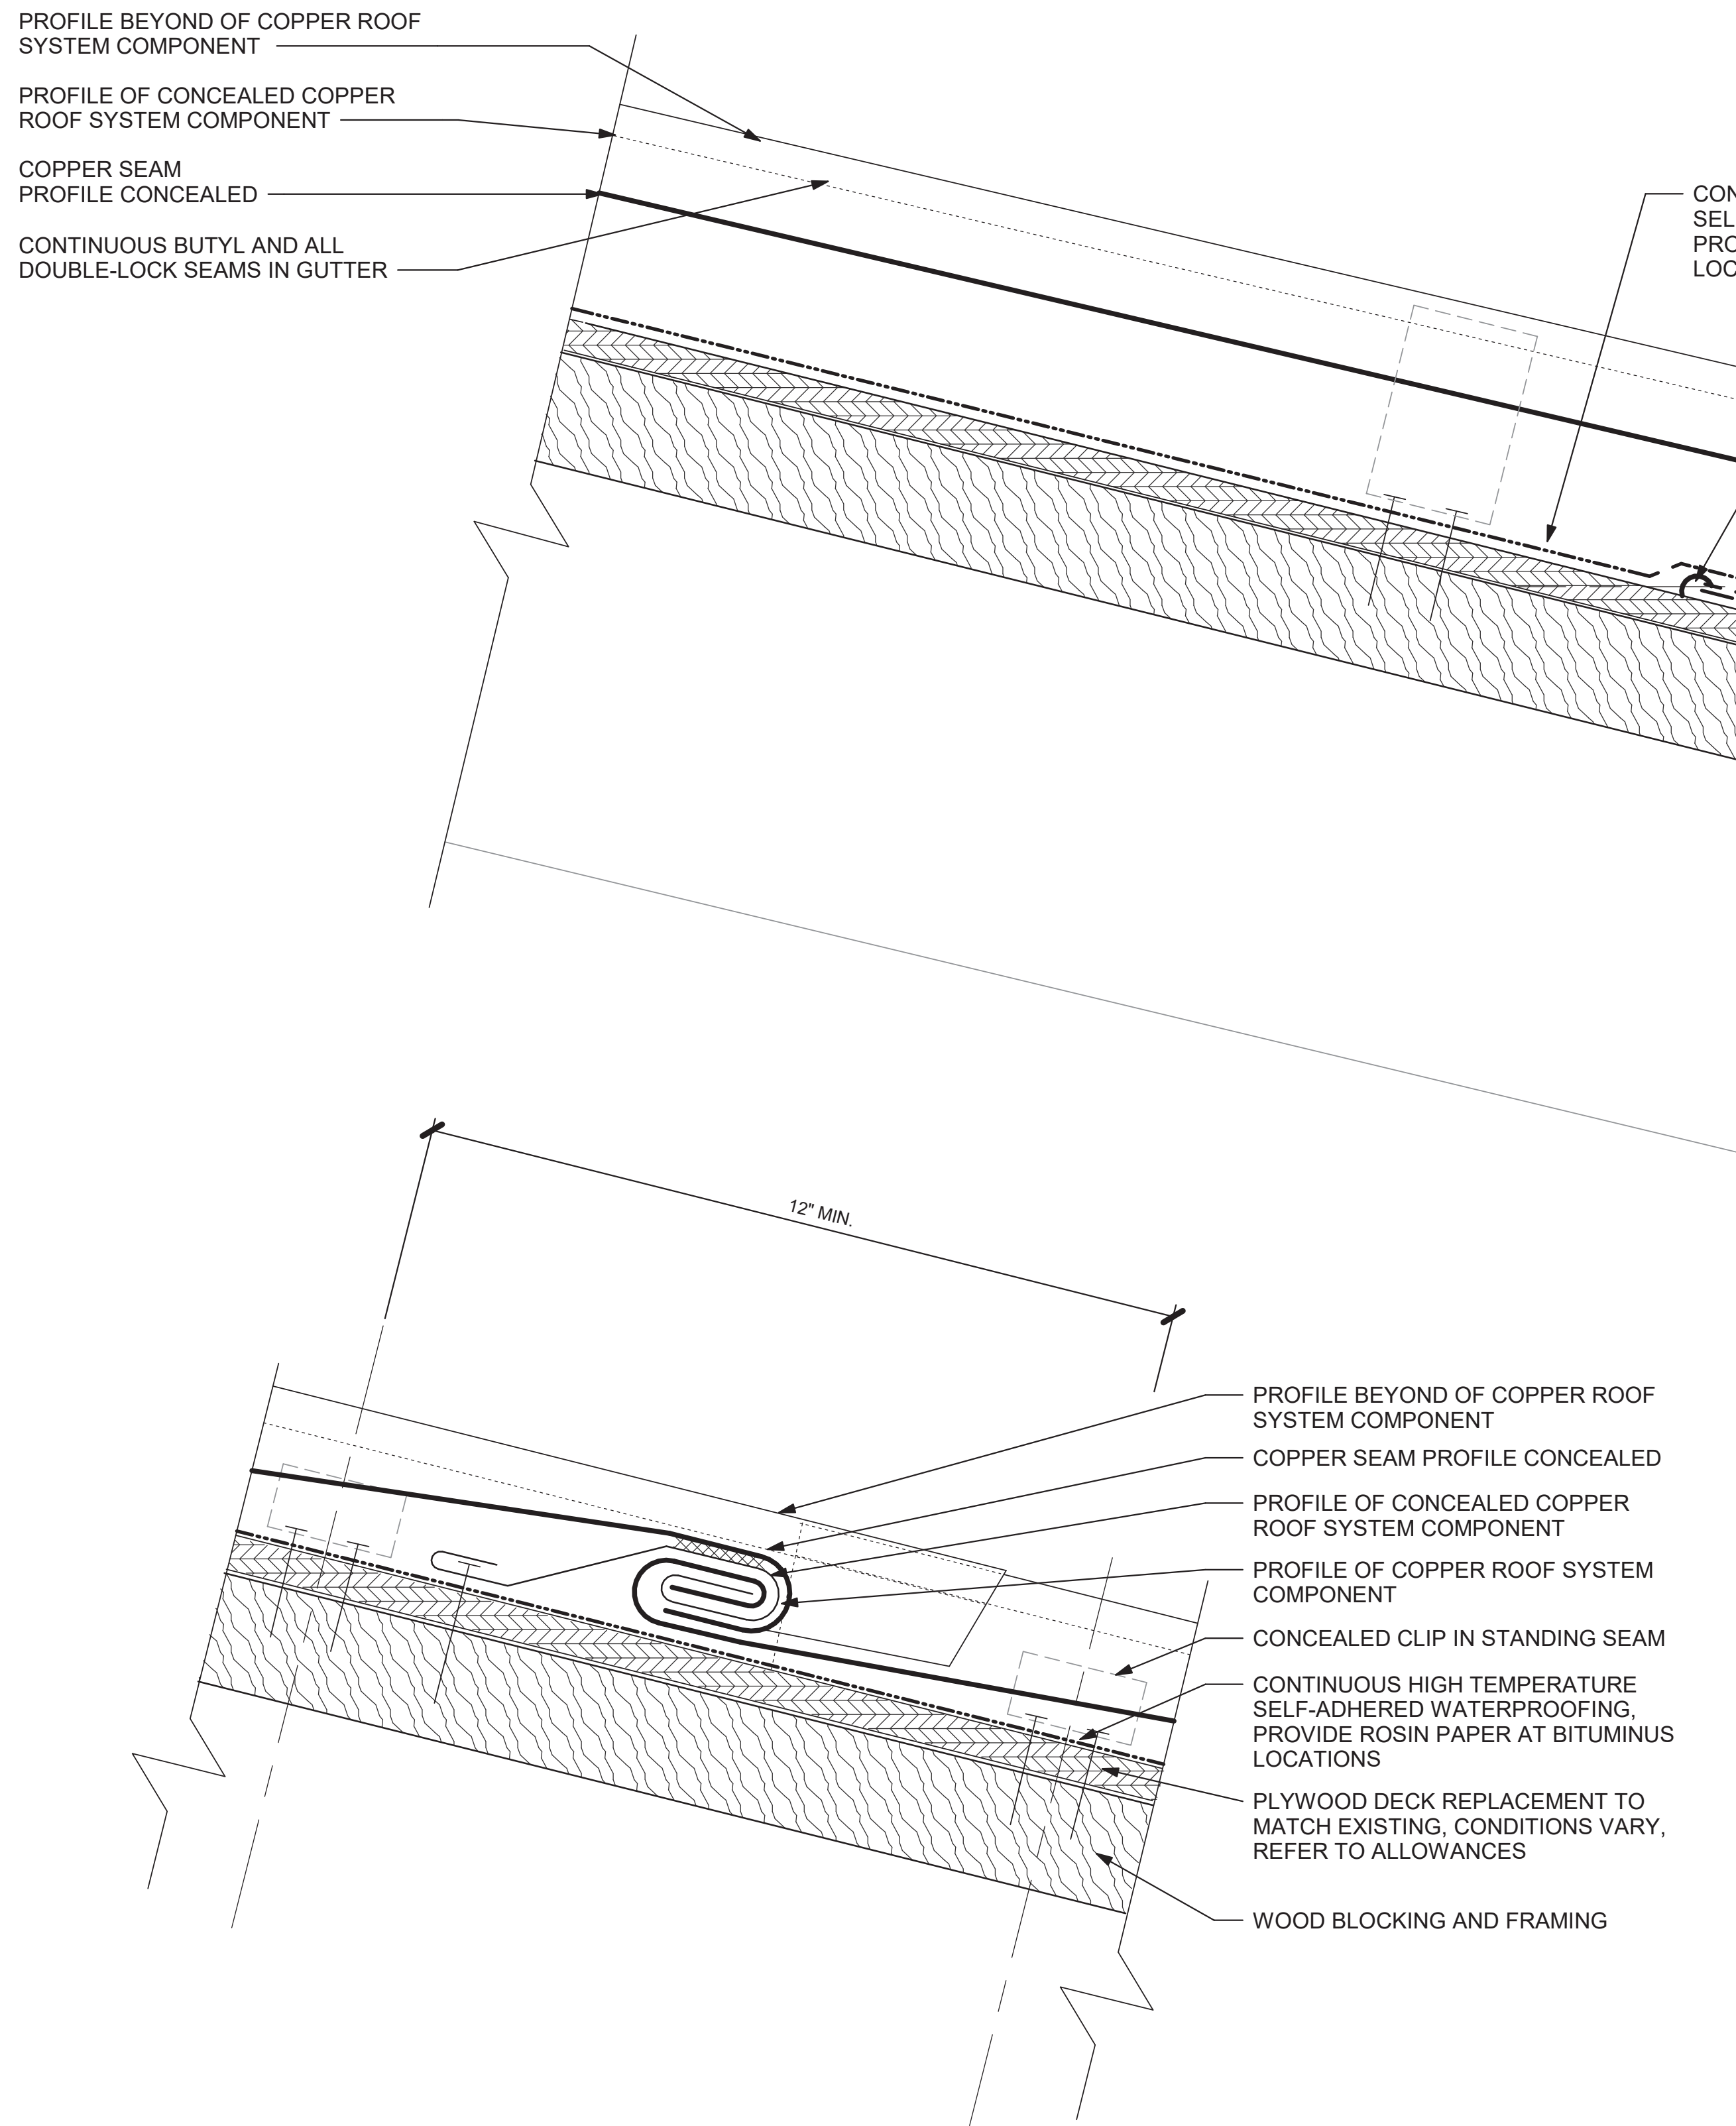 PROFILE BEYOND OF COPPER ROOF
SYSTEM COMPONENT
PROFILE OF CONCEALED COPPER
ROOF SYSTEM COMPONENT
COPPER SEAM
PROFILE CONCEALED
CONTINUOUS BUTYL AND ALL
DOUBLE-LOCK SEAMS IN GUTTER
CON
SEL
PRO
LOC
12" MIN.
PROFILE BEYOND OF COPPER ROOF
SYSTEM COMPONENT
COPPER SEAM PROFILE CONCEALED
PROFILE OF CONCEALED COPPER
ROOF SYSTEM COMPONENT
PROFILE OF COPPER ROOF SYSTEM
COMPONENT
CONCEALED CLIP IN STANDING SEAM
CONTINUOUS HIGH TEMPERATURE
SELF-ADHERED WATERPROOFING,
PROVIDE ROSIN PAPER AT BITUMINUS
LOCATIONS
PLYWOOD DECK REPLACEMENT TO
MATCH EXISTING, CONDITIONS VARY,
REFER TO ALLOWANCES
WOOD BLOCKING AND FRAMING